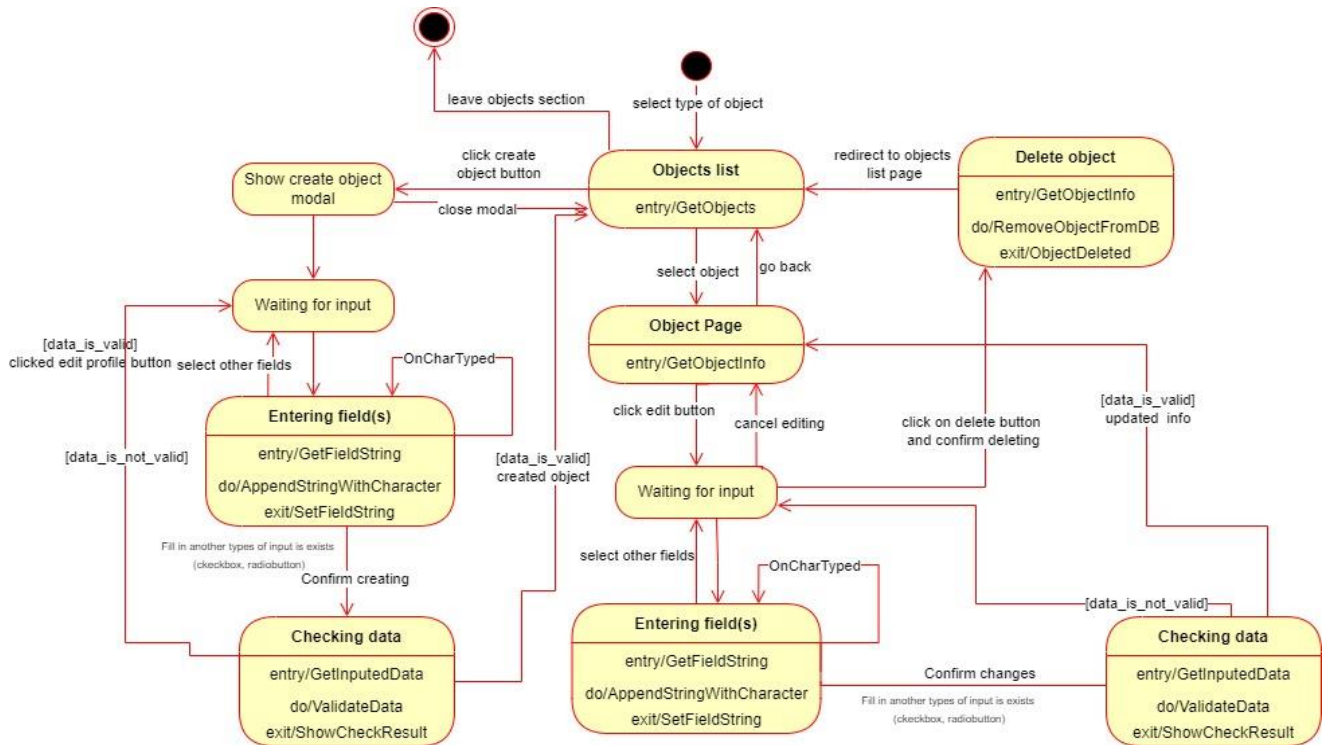 leave objects section
select type of object
click create
object button
Show create object
modal
close modal
Objects list
entry/GetObjects
redirect to objects
list page
Delete object
entry/GetObjectInfo
do/RemoveObjectFromDB
exit/ObjectDeleted
select object
go back
Waiting for input
Object Page
entry/GetObjectInfo
[data_is_valid]
clicked edit profile button
select other fields
OnCharTyped
Entering field(s)
entry/GetFieldString
do/AppendStringWithCharacter
exit/SetFieldString
[data_is_not_valid]
Fill in another types of input is exists
(ckeckbox, radiobutton)
Confirm creating
Checking data
entry/GetInputedData
do/ValidateData
exit/ShowCheckResult
[data_is_valid]
created object
click edit button
cancel editing
click on delete button
and confirm deleting
[data_is_valid]
updated info
Waiting for input
select other fields
OnCharTyped
Entering field(s)
entry/GetFieldString
do/AppendStringWithCharacter
exit/SetFieldString
[data_is_not_valid]
Confirm changes
Fill in another types of input is exists
(ckeckbox, radiobutton)
Checking data
entry/GetInputedData
do/ValidateData
exit/ShowCheckResult